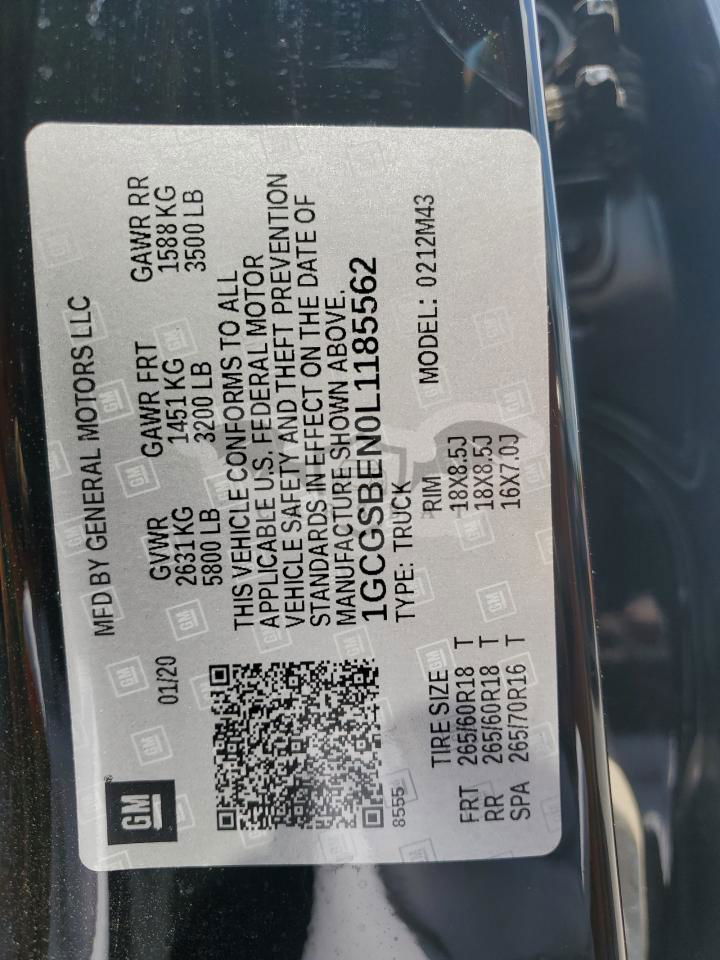 GM
MFD BY GENERAL MOTORS LLC
01/20
GVWR GAWR FRT GAWR RR
2631 KG 1451 KG 1588 KG
5800 LB 3200 LB 3500 LB
THIS VEHICLE CONFORMS TO ALL
APPLICABLE U.S. FEDERAL MOTOR
VEHICLE SAFETY AND THEFT PREVENTION
STANDARDS IN EFFECT ON THE DATE OF
MANUFACTURE SHOWN ABOVE.
1GCGSBEN0L1185562
8555
TYPE: TRUCK MODEL: 0212M43
TIRE SIZE RIM
FRT 265/60R18 T 18X8.5J
RR 265/60R18 T 18X8.5J
SPA 265/70R16 T 16X7.0J